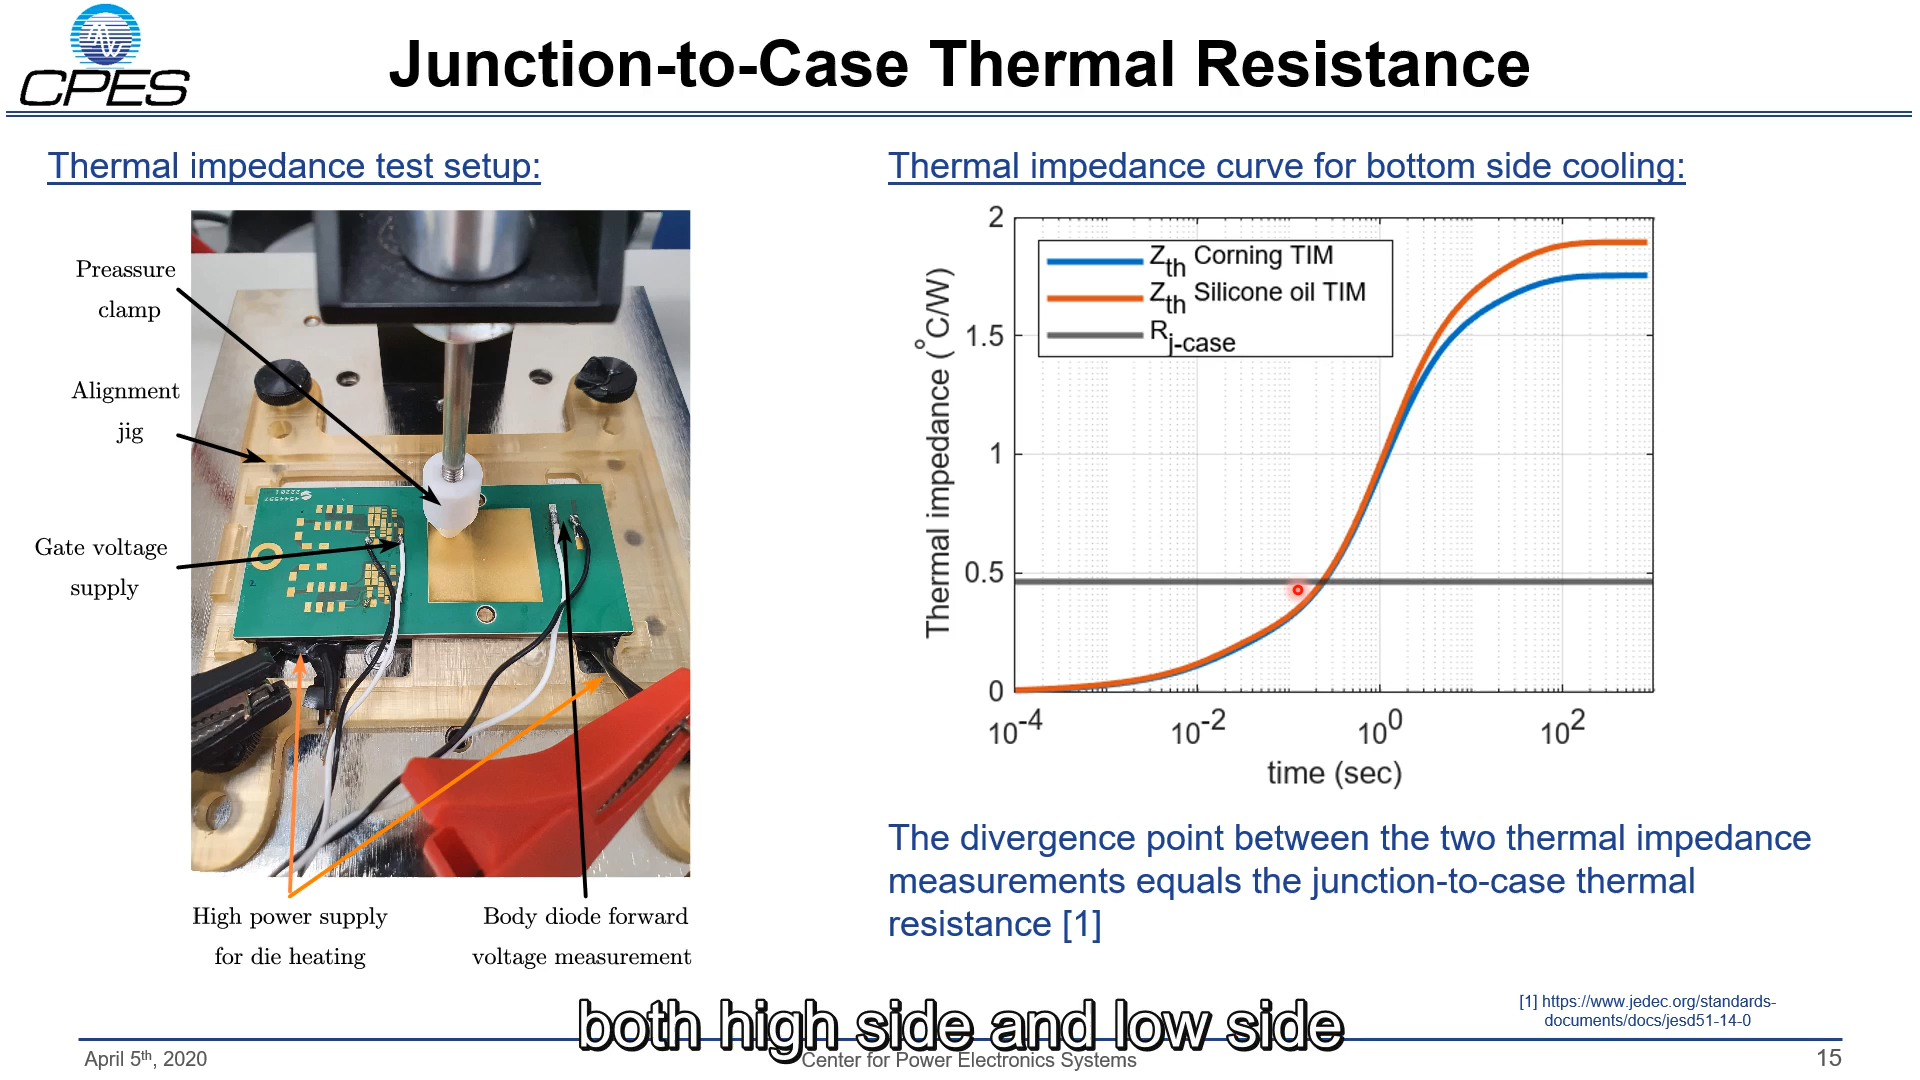 CPES
Junction-to-Case Thermal Resistance
Thermal impedance test setup:
Preassure
clamp
Alignment
jig
Gate voltage
supply
High power supply
for die heating
Body diode forward
voltage measurement
Thermal impedance curve for bottom side cooling:
Thermal impedance (°C/W)
2
1.5
1
0.5
0
Zth Corning TIM
Zth Silicone oil TIM
Rj-case
10-4
10-2
100
102
time (sec)
The divergence point between the two thermal impedance
measurements equals the junction-to-case thermal
resistance [1]
[1] https://www.jedec.org/standards-
documents/docs/jesd51-14-0
both high side and low side
April 5th, 2020
Center for Power Electronics Systems
15